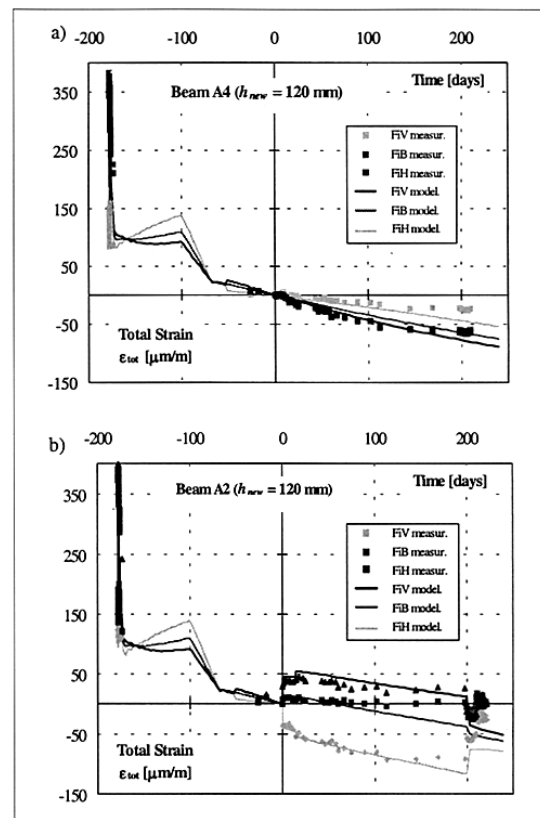 a)
-200 -100 0 100 200
Time [days]
350
Beam A4 (hnew = 120 mm)
250
FiV measur.
FiB measur.
FiH measur.
150
FiV model.
FiB model.
FiH model.
50
-50
Total Strain
εtot [μm/m]
-150
b)
-200 -100 0 100 200
Time [days]
350
Beam A2 (hnew = 120 mm)
250
FiV measur.
FiB measur.
FiH measur.
150
FiV model.
FiB model.
FiH model.
50
-50
Total Strain
εtot [μm/m]
-150